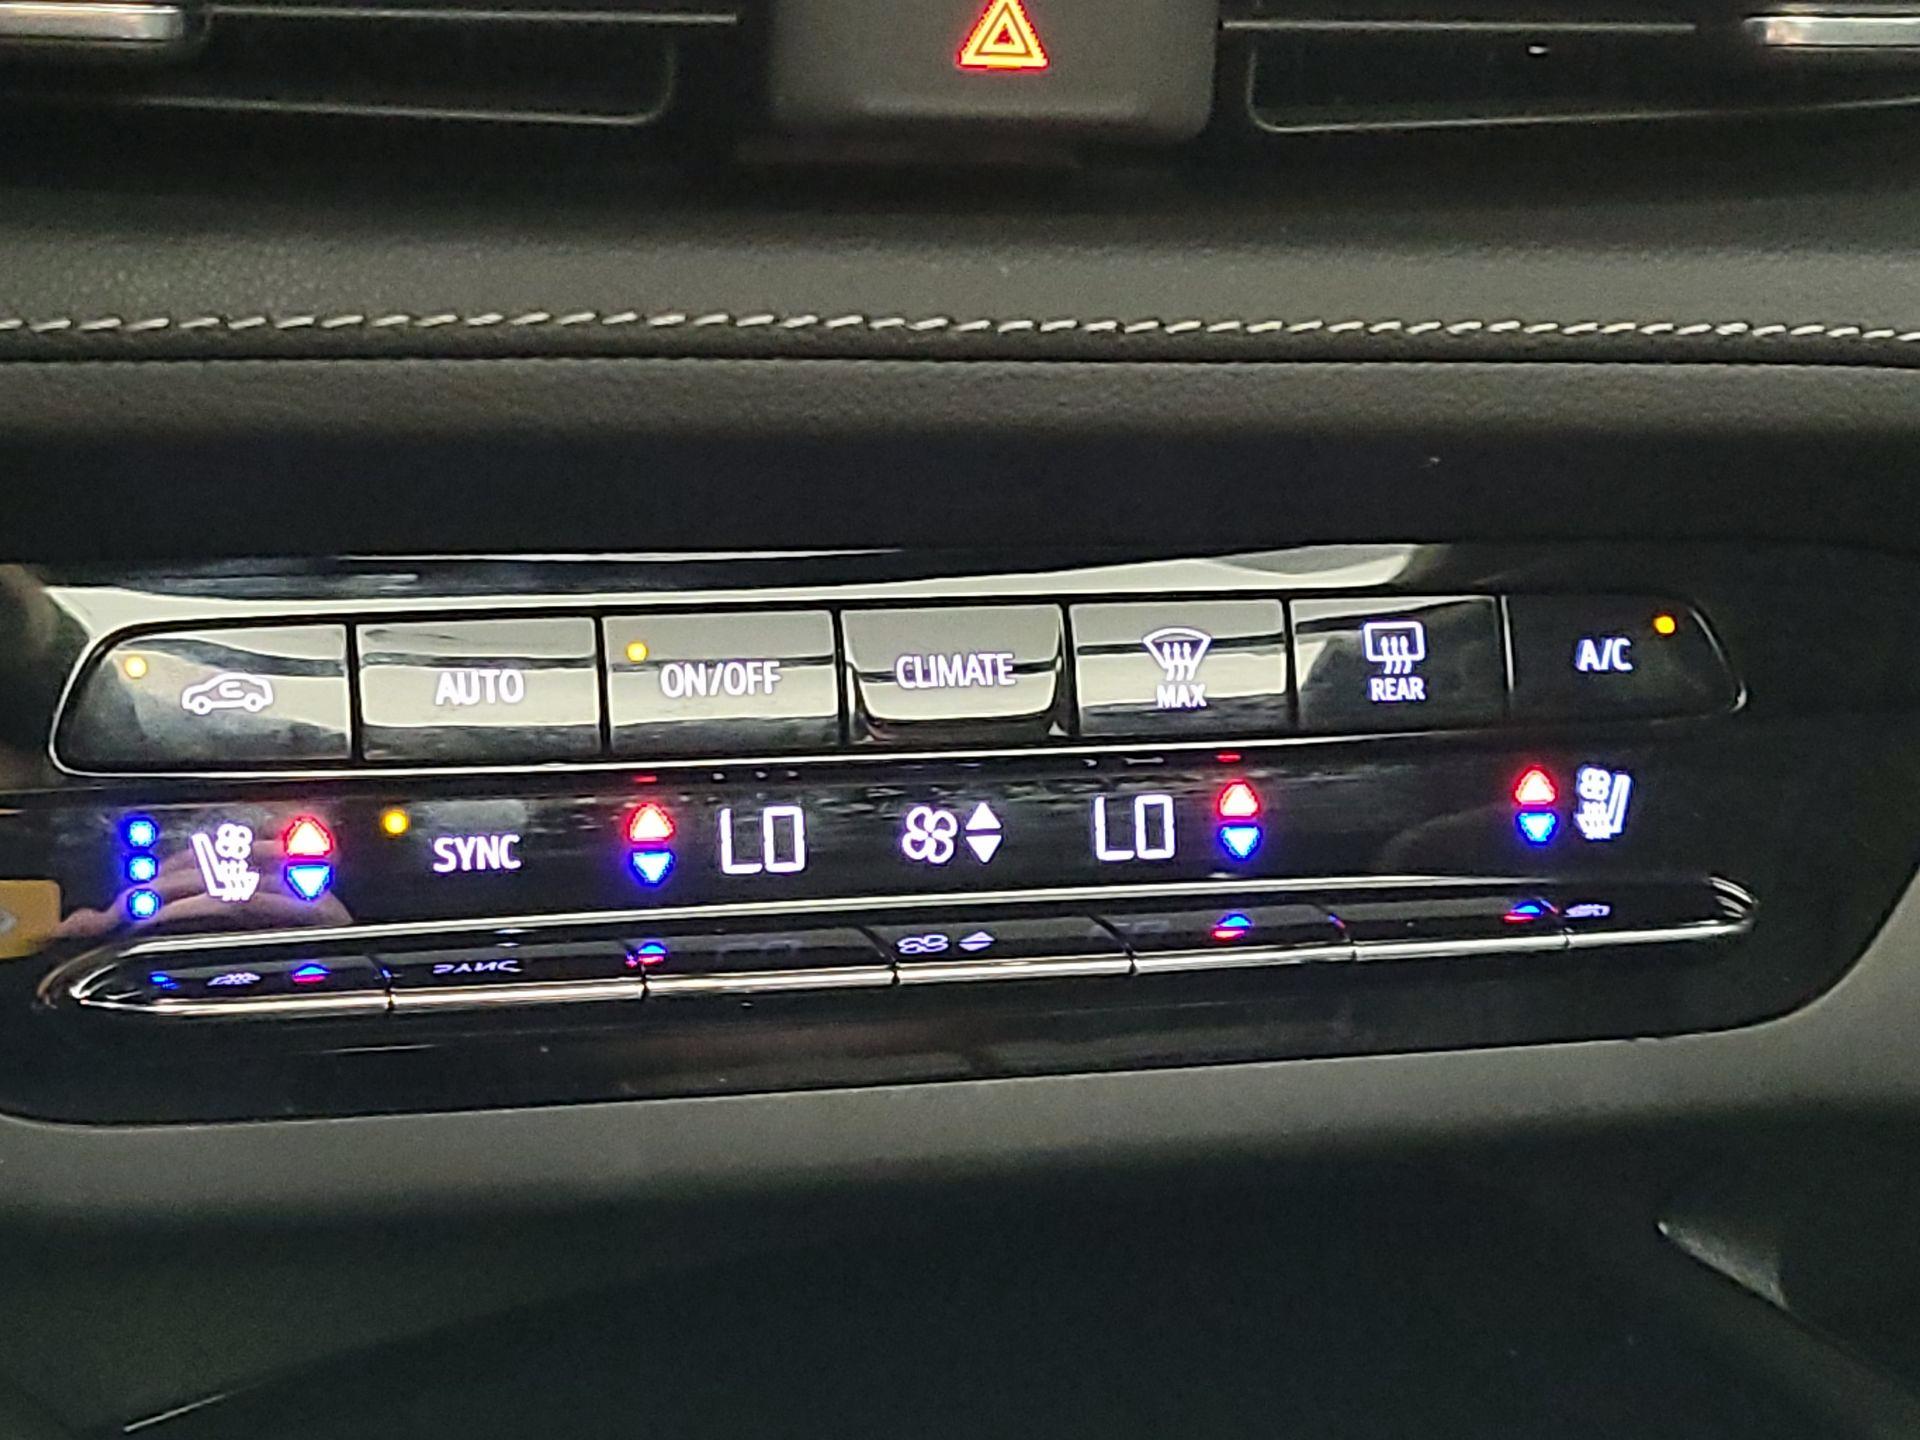 AUTO
ON/OFF
CLIMATE
MAX
REAR
A/C
SYNC
LO
LO